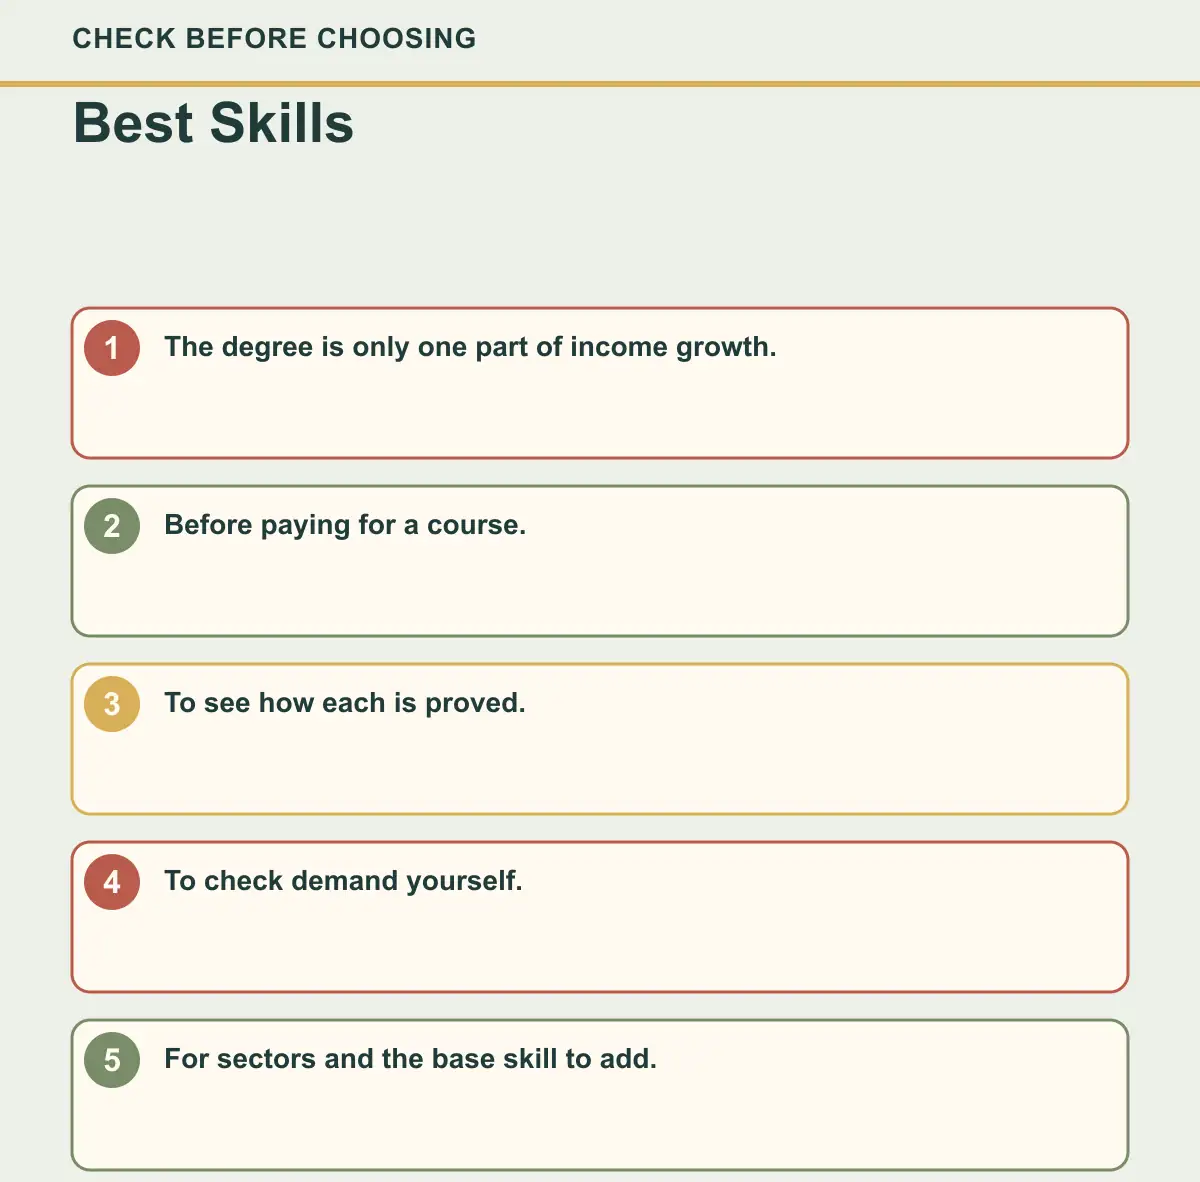 CHECK BEFORE CHOOSING
Best Skills
1 The degree is only one part of income growth.
2 Before paying for a course.
3 To see how each is proved.
4 To check demand yourself.
5 For sectors and the base skill to add.